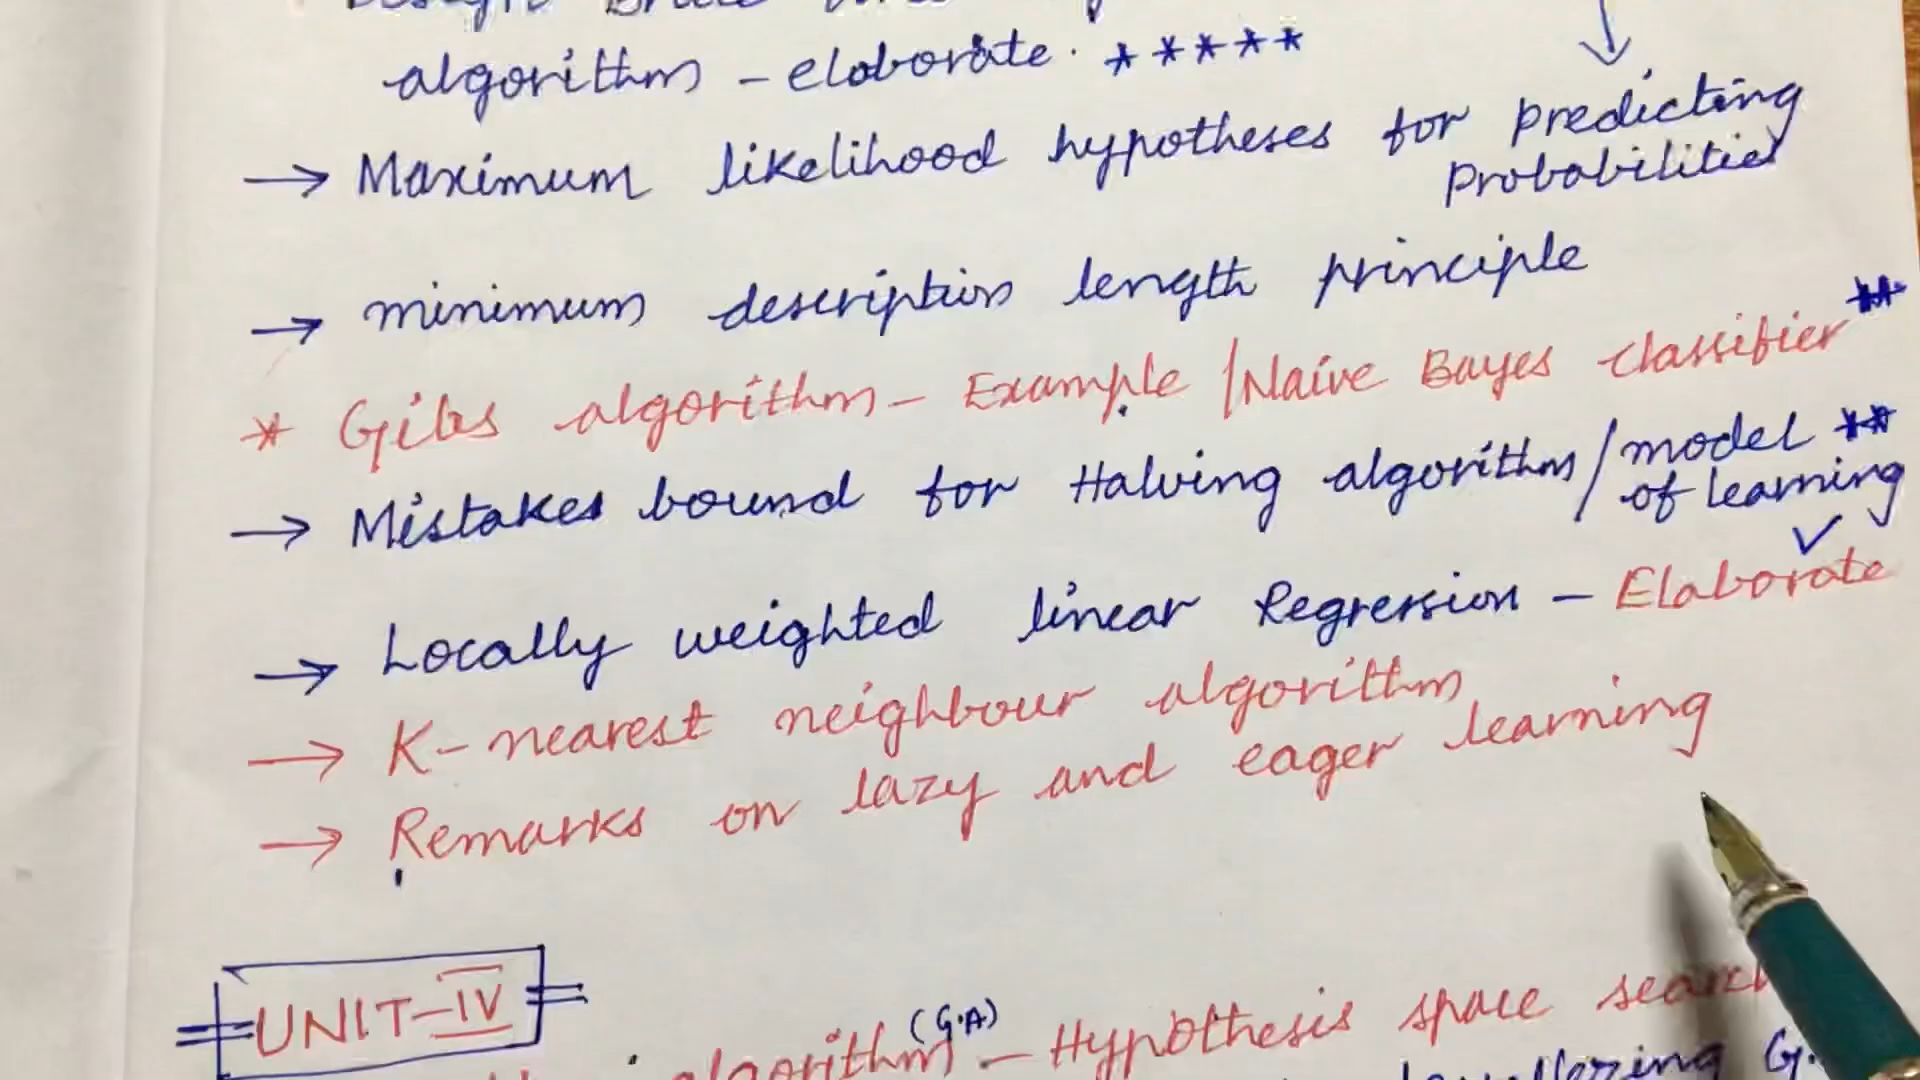 algorithm - elaborate. *****
→ Maximum likelihood hypotheses for predicting
probabilities
→ minimum description length principle
* Gibs algorithm - Example / Naive Bayes classifier **
→ Mistakes bound for Halving algorithm / model **
of learning
→ Locally weighted linear Regression - Elaborate
→ K-nearest neighbour algorithm
→ Remarks on lazy and eager learning
UNIT-IV
algorithm (G.A) - Hypothesis space search